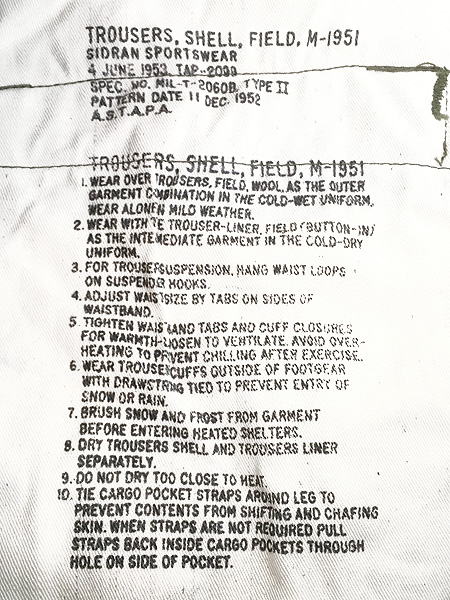 TROUSERS, SHELL, FIELD, M-1951
SIDRAN SPORTSWEAR
4 JUNE 1953, TAP-2099
SPEC. NO. MIL-T-2060B, TYPE II
PATTERN DATE 11 DEC. 1952
A.S.T.A.P.A.
TROUSERS, SHELL, FIELD, M-1951
1. WEAR OVER TROUSERS, FIELD, WOOL, AS THE OUTER
GARMENT COMBINATION IN THE COLD-WET UNIFORM.
WEAR ALONEN MILD WEATHER.
2. WEAR WITH TE TROUSER-LINER, FIELD (BUTTON-IN)
AS THE INTEMEDIATE GARMENT IN THE COLD-DRY
UNIFORM.
3. FOR TROUSERSUSPENSION, HANG WAIST LOOPS
ON SUSPENDER HOOKS.
4. ADJUST WAISTSIZE BY TABS ON SIDES OF
WAISTBAND.
5. TIGHTEN WAISTAND TABS AND CUFF CLOSURES
FOR WARMTH-LOSEN TO VENTILATE. AVOID OVER-
HEATING TO PRVENT CHILLING AFTER EXERCISE.
6. WEAR TROUSECUFFS OUTSIDE OF FOOTGEAR
WITH DRAWSTRNG TIED TO PREVENT ENTRY OF
SNOW OR RAIN.
7. BRUSH SNOW AND FROST FROM GARMENT
BEFORE ENTERING HEATED SHELTERS.
8. DRY TROUSERS SHELL AND TROUSERS LINER
SEPARATELY.
9. DO NOT DRY TOO CLOSE TO HEAT.
10. TIE CARGO POCKET STRAPS AROUND LEG TO
PREVENT CONTENTS FROM SHIFTING AND CHAFING
SKIN. WHEN STRAPS ARE NOT REQUIRED PULL
STRAPS BACK INSIDE CARGO POCKETS THROUGH
HOLE ON SIDE OF POCKET.